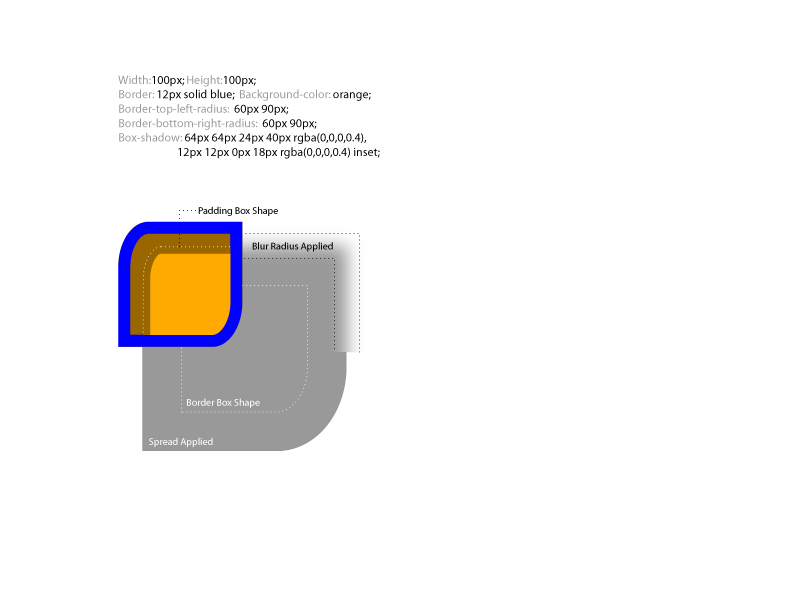 Width:100px; Height:100px;
Border: 12px solid blue; Background-color: orange;
Border-top-left-radius: 60px 90px;
Border-bottom-right-radius: 60px 90px;
Box-shadow: 64px 64px 24px 40px rgba(0,0,0,0.4),
12px 12px 0px 18px rgba(0,0,0,0.4) inset;
Padding Box Shape
Blur Radius Applied
Border Box Shape
Spread Applied